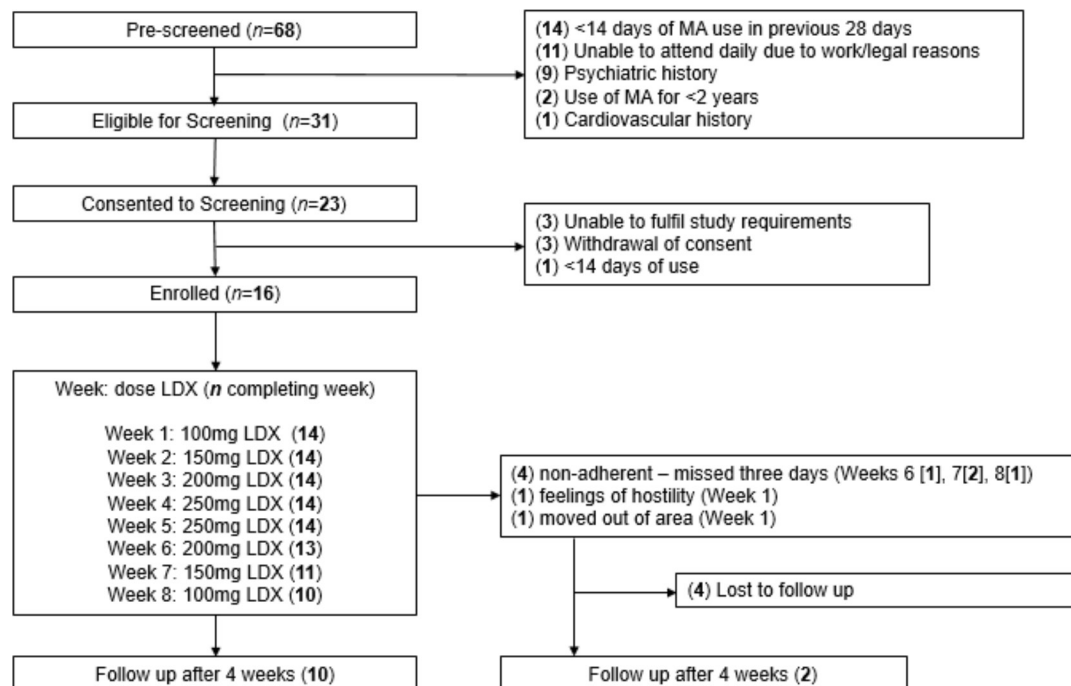 Pre-screened (n=68)
(14) <14 days of MA use in previous 28 days
(11) Unable to attend daily due to work/legal reasons
(9) Psychiatric history
(2) Use of MA for <2 years
(1) Cardiovascular history
Eligible for Screening (n=31)
Consented to Screening (n=23)
(3) Unable to fulfil study requirements
(3) Withdrawal of consent
(1) <14 days of use
Enrolled (n=16)
Week: dose LDX (n completing week)
Week 1: 100mg LDX (14)
Week 2: 150mg LDX (14)
Week 3: 200mg LDX (14)
Week 4: 250mg LDX (14)
Week 5: 250mg LDX (14)
Week 6: 200mg LDX (13)
Week 7: 150mg LDX (11)
Week 8: 100mg LDX (10)
(4) non-adherent – missed three days (Weeks 6 [1], 7[2], 8[1])
(1) feelings of hostility (Week 1)
(1) moved out of area (Week 1)
(4) Lost to follow up
Follow up after 4 weeks (10)
Follow up after 4 weeks (2)